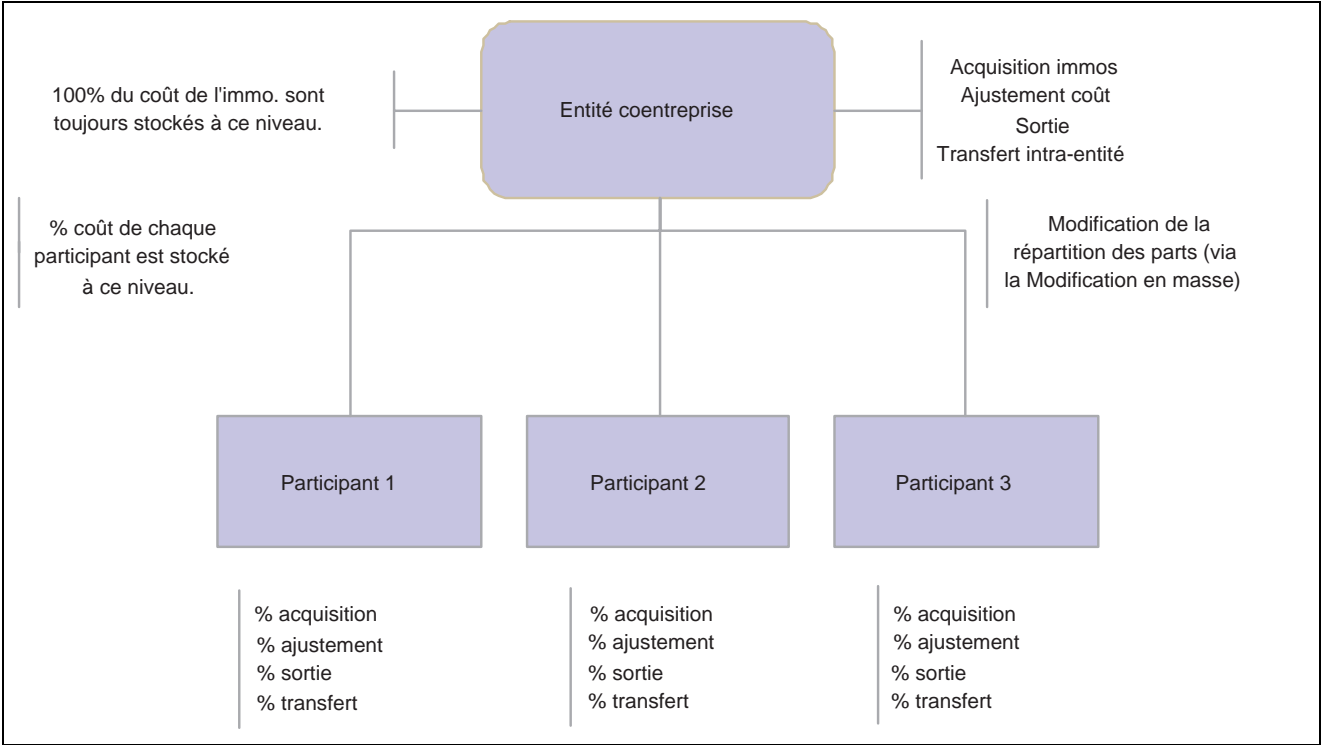 100% du coût de l'immo. sont
toujours stockés à ce niveau.
Entité coentreprise
Acquisition immos
Ajustement coût
Sortie
Transfert intra-entité
% coût de chaque
participant est stocké
à ce niveau.
Modification de la
répartition des parts (via
la Modification en masse)
Participant 1
Participant 2
Participant 3
% acquisition
% ajustement
% sortie
% transfert
% acquisition
% ajustement
% sortie
% transfert
% acquisition
% ajustement
% sortie
% transfert